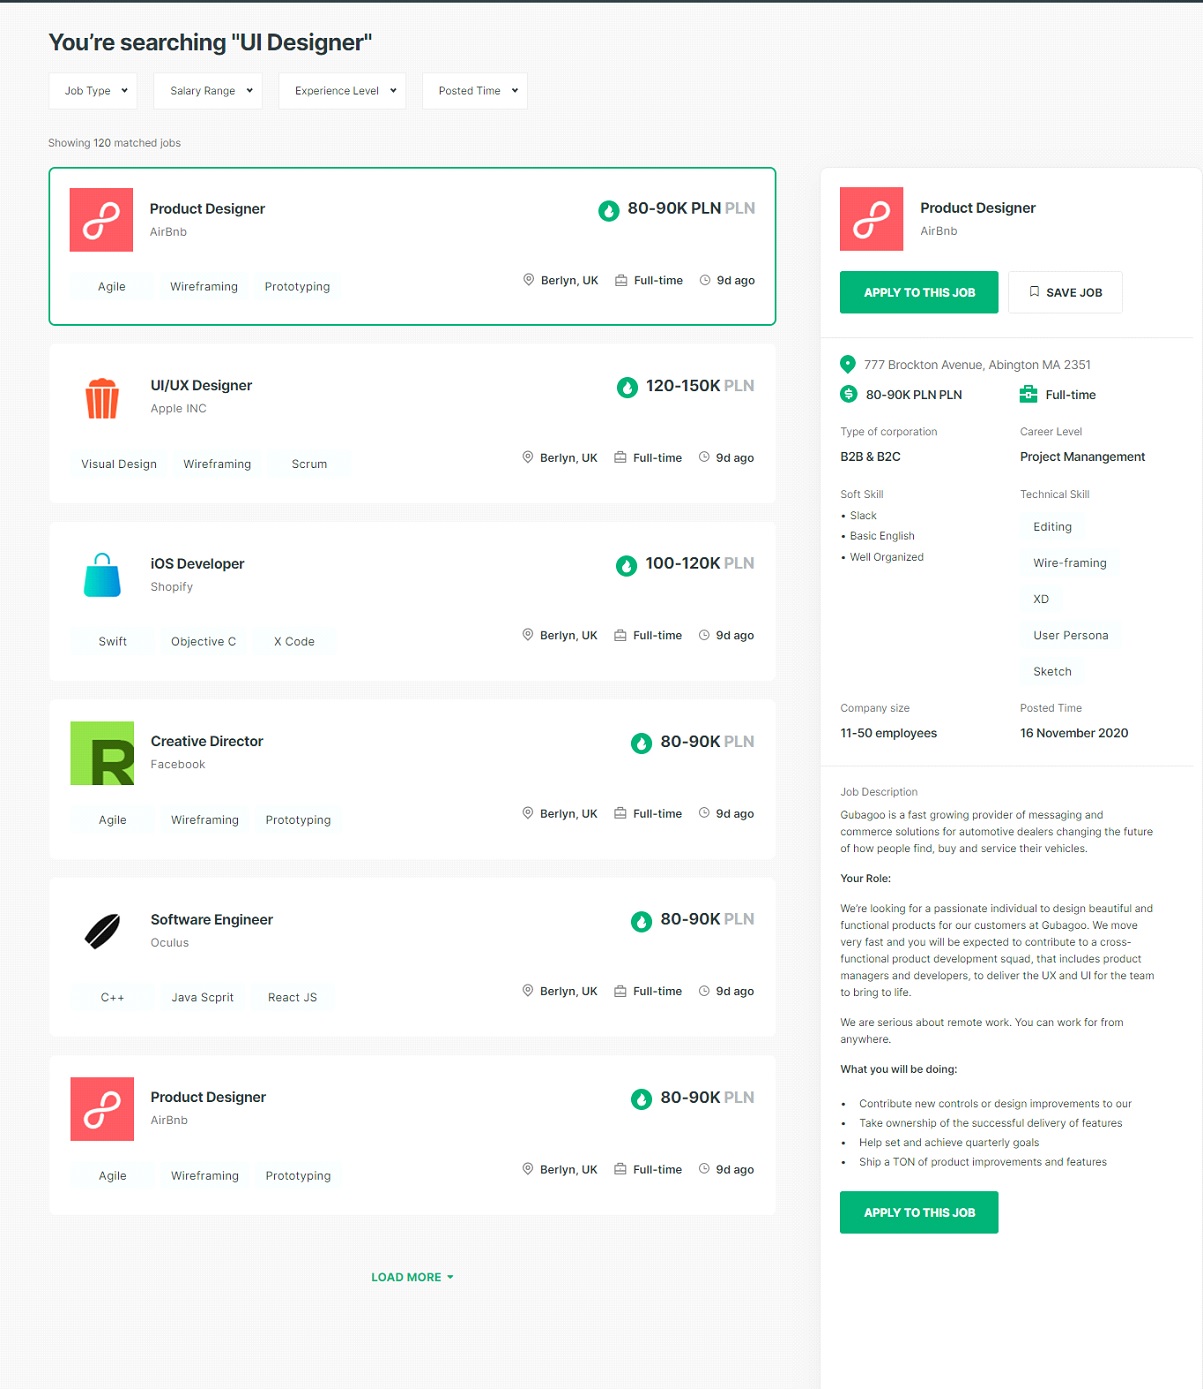 You’re searching "UI Designer"
Job Type
Salary Range
Experience Level
Posted Time
Showing 120 matched jobs
Product Designer
AirBnb
80-90K PLN PLN
Agile
Wireframing
Prototyping
Berlyn, UK
Full-time
9d ago
UI/UX Designer
Apple INC
120-150K PLN
Visual Design
Wireframing
Scrum
Berlyn, UK
Full-time
9d ago
iOS Developer
Shopify
100-120K PLN
Swift
Objective C
X Code
Berlyn, UK
Full-time
9d ago
R
Creative Director
Facebook
80-90K PLN
Agile
Wireframing
Prototyping
Berlyn, UK
Full-time
9d ago
Software Engineer
Oculus
80-90K PLN
C++
Java Scprit
React JS
Berlyn, UK
Full-time
9d ago
Product Designer
AirBnb
80-90K PLN
Agile
Wireframing
Prototyping
Berlyn, UK
Full-time
9d ago
LOAD MORE
Product Designer
AirBnb
APPLY TO THIS JOB
SAVE JOB
777 Brockton Avenue, Abington MA 2351
80-90K PLN PLN
Full-time
Type of corporation
B2B & B2C
Career Level
Project Manangement
Soft Skill
• Slack
• Basic English
• Well Organized
Technical Skill
Editing
Wire-framing
XD
User Persona
Sketch
Company size
11-50 employees
Posted Time
16 November 2020
Job Description
Gubagoo is a fast growing provider of messaging and
commerce solutions for automotive dealers changing the future
of how people find, buy and service their vehicles.
Your Role:
We’re looking for a passionate individual to design beautiful and
functional products for our customers at Gubagoo. We move
very fast and you will be expected to contribute to a cross-
functional product development squad, that includes product
managers and developers, to deliver the UX and UI for the team
to bring to life.
We are serious about remote work. You can work for from
anywhere.
What you will be doing:
• Contribute new controls or design improvements to our
• Take ownership of the successful delivery of features
• Help set and achieve quarterly goals
• Ship a TON of product improvements and features
APPLY TO THIS JOB